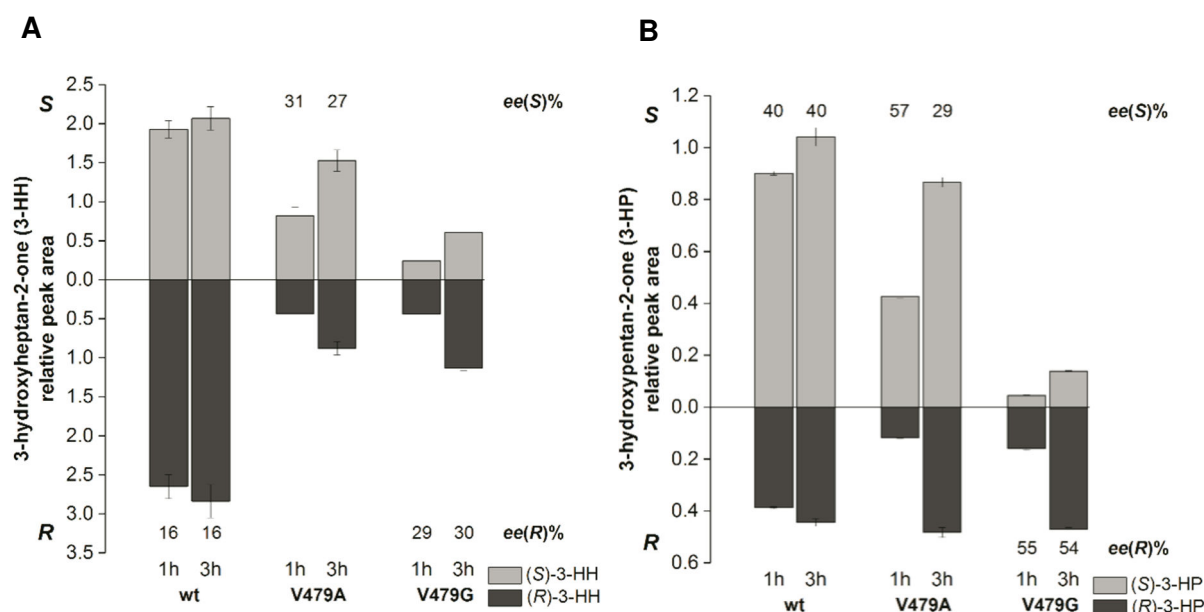 A
3-hydroxyheptan-2-one (3-HH)
relative peak area
S
R
2.5
2.0
1.5
1.0
0.5
0.0
0.5
1.0
1.5
2.0
2.5
3.0
3.5
31 27 ee(S)%
16 16 29 30 ee(R)%
1h 3h 1h 3h 1h 3h
wt V479A V479G
(S)-3-HH
(R)-3-HH
B
3-hydroxypentan-2-one (3-HP)
relative peak area
S
R
1.2
1.0
0.8
0.6
0.4
0.2
0.0
0.2
0.4
0.6
40 40 57 29 ee(S)%
55 54 ee(R)%
1h 3h 1h 3h 1h 3h
wt V479A V479G
(S)-3-HP
(R)-3-HP